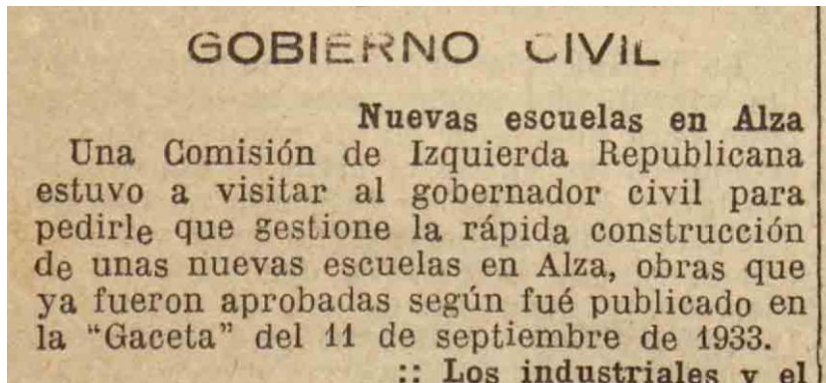 GOBIERNO CIVIL
Nuevas escuelas en Alza
Una Comisión de Izquierda Republicana
estuvo a visitar al gobernador civil para
pedirle que gestione la rápida construcción
de unas nuevas escuelas en Alza, obras que
ya fueron aprobadas según fué publicado en
la "Gaceta" del 11 de septiembre de 1933.
:: Los industriales y el